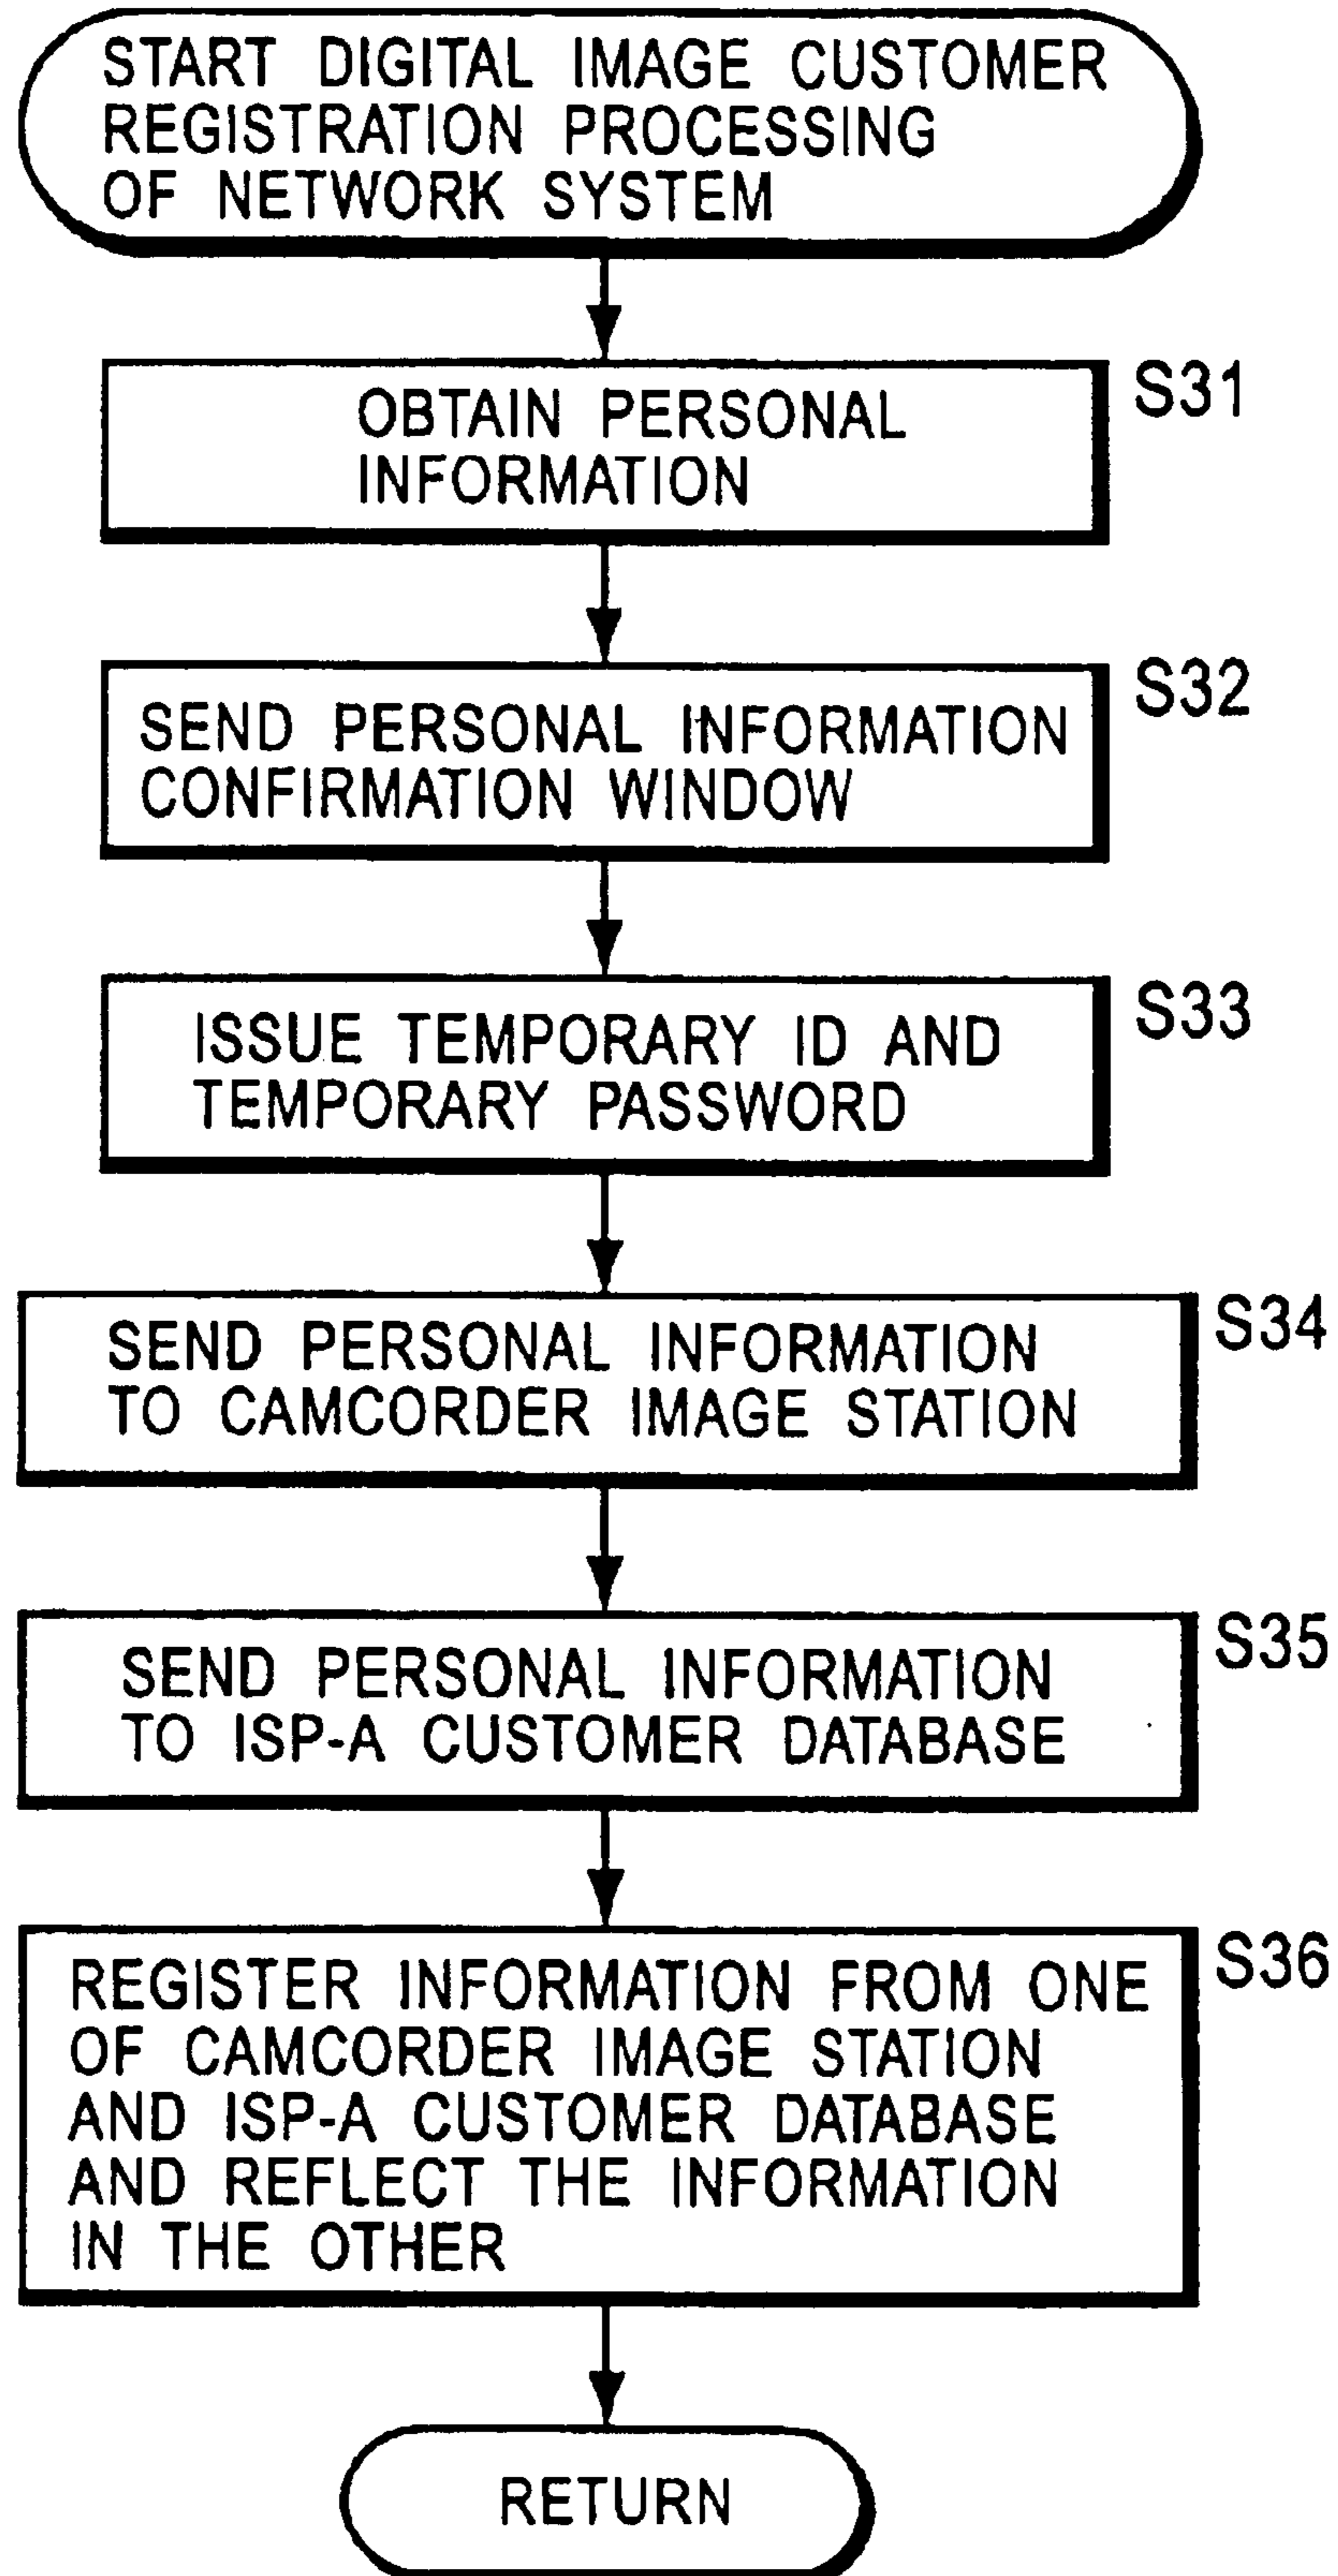 START DIGITAL IMAGE CUSTOMER
REGISTRATION PROCESSING
OF NETWORK SYSTEM
S31
OBTAIN PERSONAL
INFORMATION
S32
SEND PERSONAL INFORMATION
CONFIRMATION WINDOW
S33
ISSUE TEMPORARY ID AND
TEMPORARY PASSWORD
S34
SEND PERSONAL INFORMATION
TO CAMCORDER IMAGE STATION
S35
SEND PERSONAL INFORMATION
TO ISP-A CUSTOMER DATABASE
S36
REGISTER INFORMATION FROM ONE
OF CAMCORDER IMAGE STATION
AND ISP-A CUSTOMER DATABASE
AND REFLECT THE INFORMATION
IN THE OTHER
RETURN